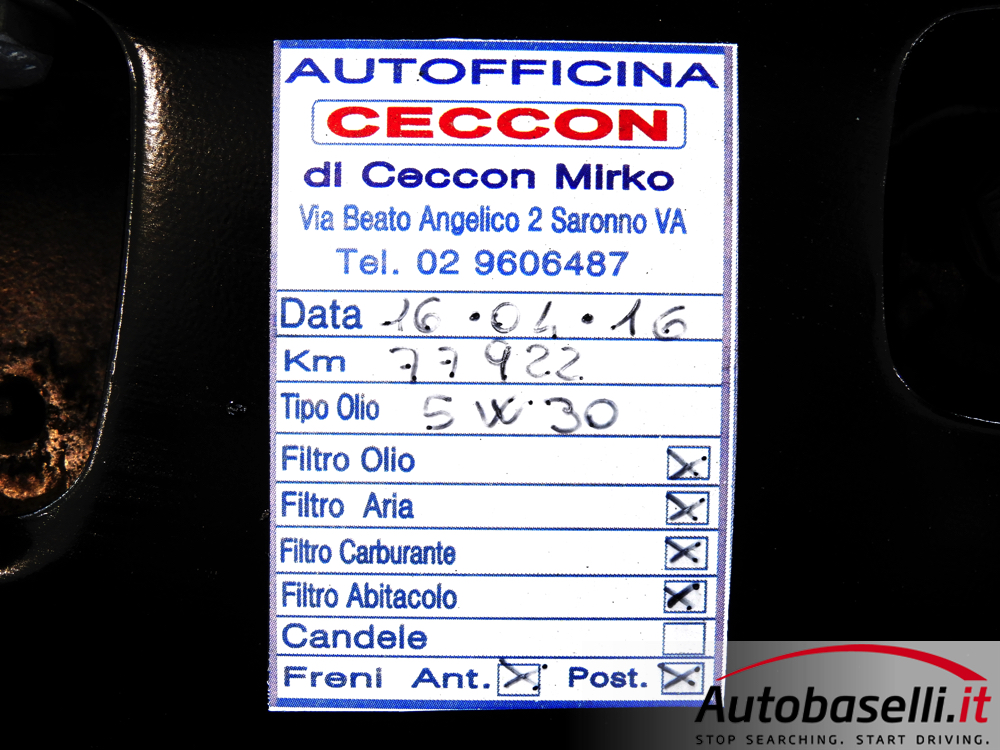 AUTOFFICINA
CECCON
di Ceccon Mirko
Via Beato Angelico 2 Saronno VA
Tel. 02 9606487
Data 16 • 04 • 16
Km 77922
Tipo Olio 5W30
Filtro Olio X
Filtro Aria X
Filtro Carburante X
Filtro Abitacolo X
Candele
Freni Ant. X Post. X
Autobaselli.it
STOP SEARCHING. START DRIVING.